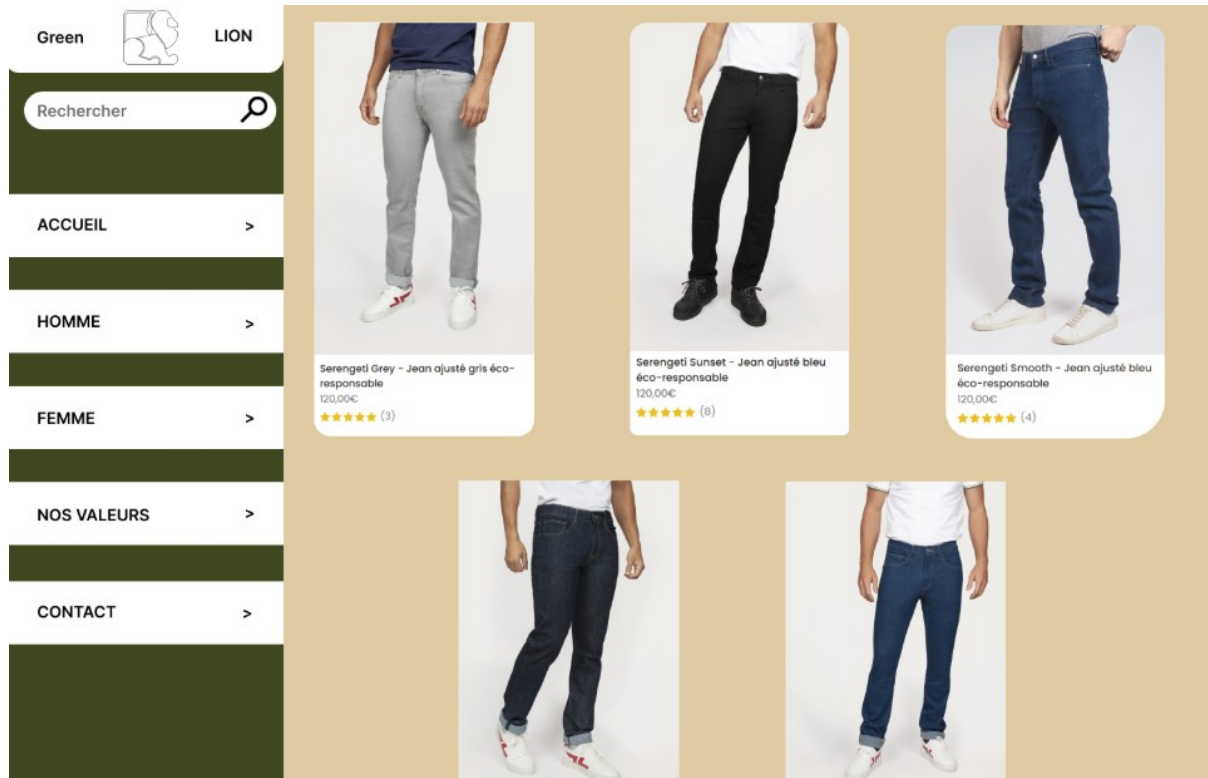 Green LION
Rechercher
ACCUEIL >
HOMME >
FEMME >
NOS VALEURS >
CONTACT >
Serengeti Grey - Jean ajusté gris éco-
responsable
120,00€
(3)
Serengeti Sunset - Jean ajusté bleu
éco-responsable
120,00€
(8)
Serengeti Smooth - Jean ajusté bleu
éco-responsable
120,00€
(4)